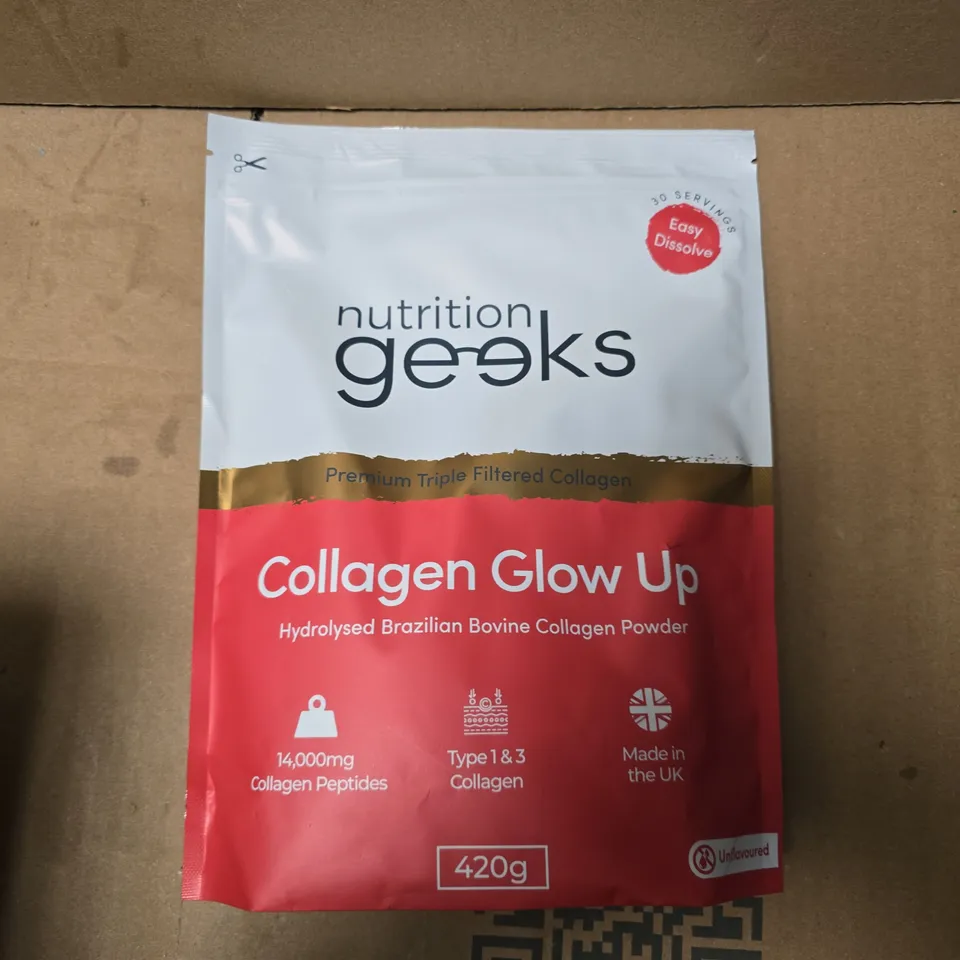 30 SERVINGS
Easy
Dissolve
nutrition
geeks
Premium Triple Filtered Collagen
Collagen Glow Up
Hydrolysed Brazilian Bovine Collagen Powder
14,000mg
Collagen Peptides
Type 1 & 3
Collagen
Made in
the UK
420g
Unflavoured